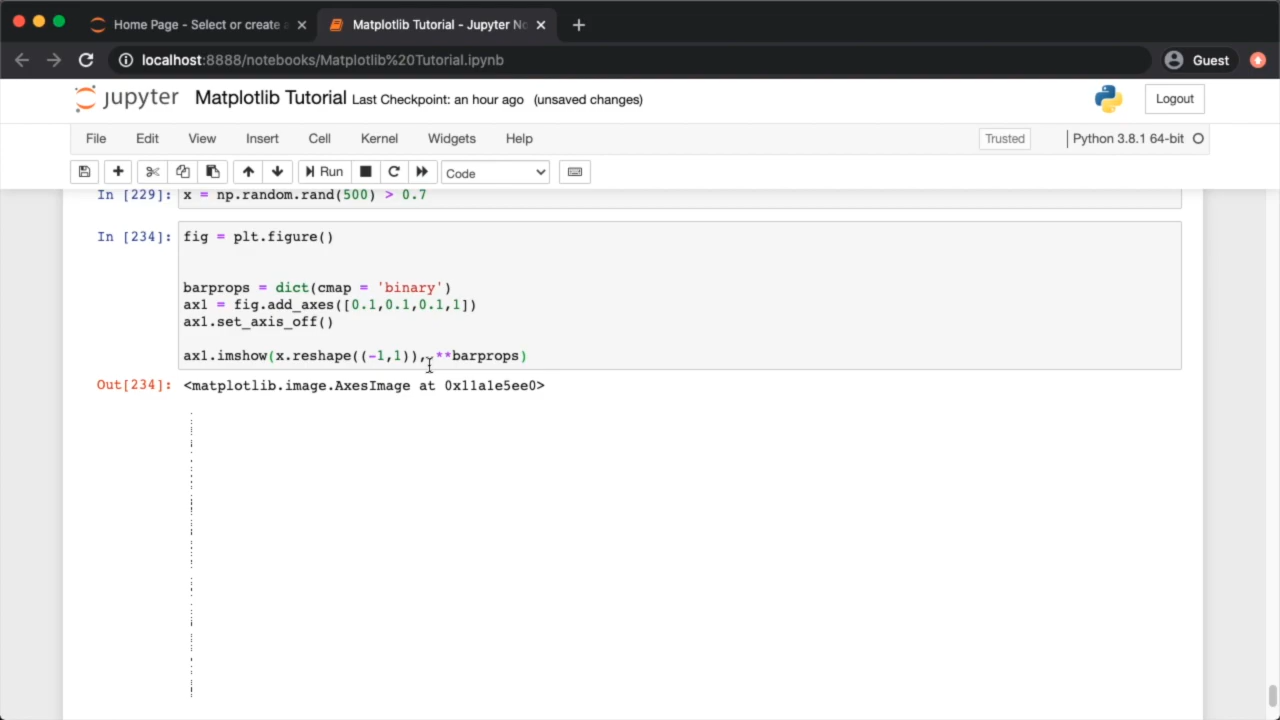 Home Page - Select or create a
Matplotlib Tutorial - Jupyter No
localhost:8888/notebooks/Matplotlib%20Tutorial.ipynb
Guest
jupyter
Matplotlib Tutorial Last Checkpoint: an hour ago (unsaved changes)
Logout
File Edit View Insert Cell Kernel Widgets Help
Trusted
Python 3.8.1 64-bit
Run
Code
In [229]: x = np.random.rand(500) > 0.7
In [234]: fig = plt.figure()
barprops = dict(cmap = 'binary')
ax1 = fig.add_axes([0.1,0.1,0.1,1])
ax1.set_axis_off()
ax1.imshow(x.reshape((-1,1)), **barprops)
Out[234]: <matplotlib.image.AxesImage at 0x11a1e5ee0>